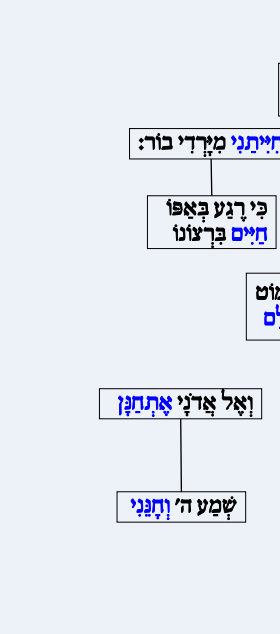 חִיִּיתַנִי מִיָּרְדִי בוֹר:
כִּי רֶגַע בְּאַפּוֹ
חַיִּים בִּרְצוֹנוֹ
וְאֶל אֲדֹנָי אֶתְחַנָּן
שְׁמַע ה׳ וְחָנֵּנִי